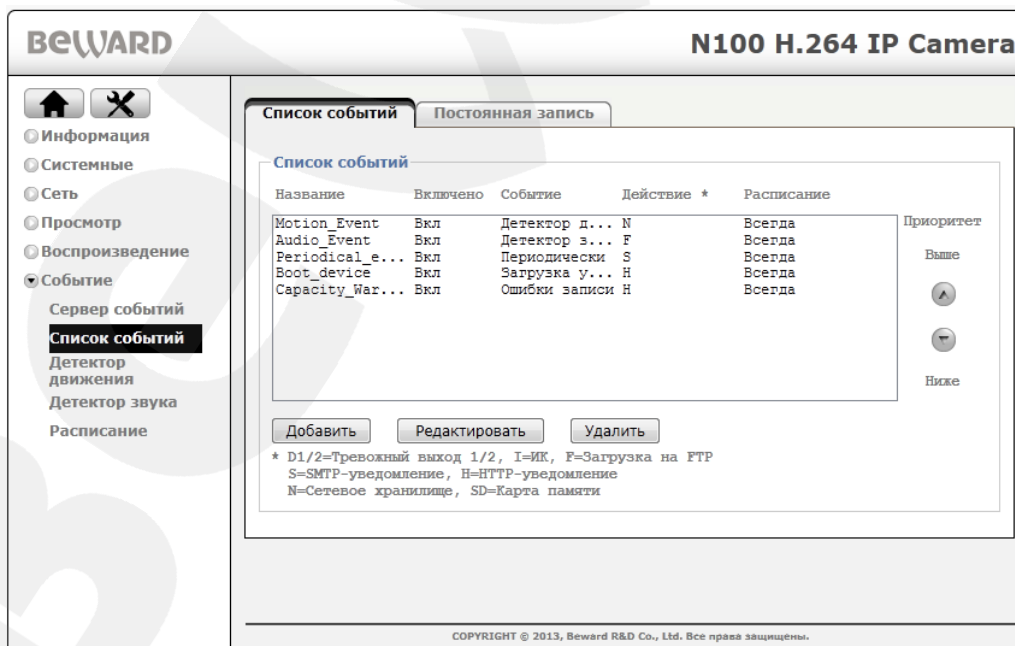 BEWARD
N100 H.264 IP Camera
Информация
Системные
Сеть
Просмотр
Воспроизведение
Событие
Сервер событий
Список событий
Детектор
движения
Детектор звука
Расписание
Список событий Постоянная запись
Список событий
Название Включено Событие Действие * Расписание
Motion_Event Вкл Детектор д... N Всегда
Audio_Event Вкл Детектор з... F Всегда
Periodical_e... Вкл Периодически S Всегда
Boot_device Вкл Загрузка у... H Всегда
Capacity_War... Вкл Ошибки записи H Всегда
Приоритет
Выше
Ниже
Добавить Редактировать Удалить
* D1/2=Тревожный выход 1/2, I=ИК, F=Загрузка на FTP
S=SMTP-уведомление, H=HTTP-уведомление
N=Сетевое хранилище, SD=Карта памяти
COPYRIGHT © 2013, Beward R&D Co., Ltd. Все права защищены.